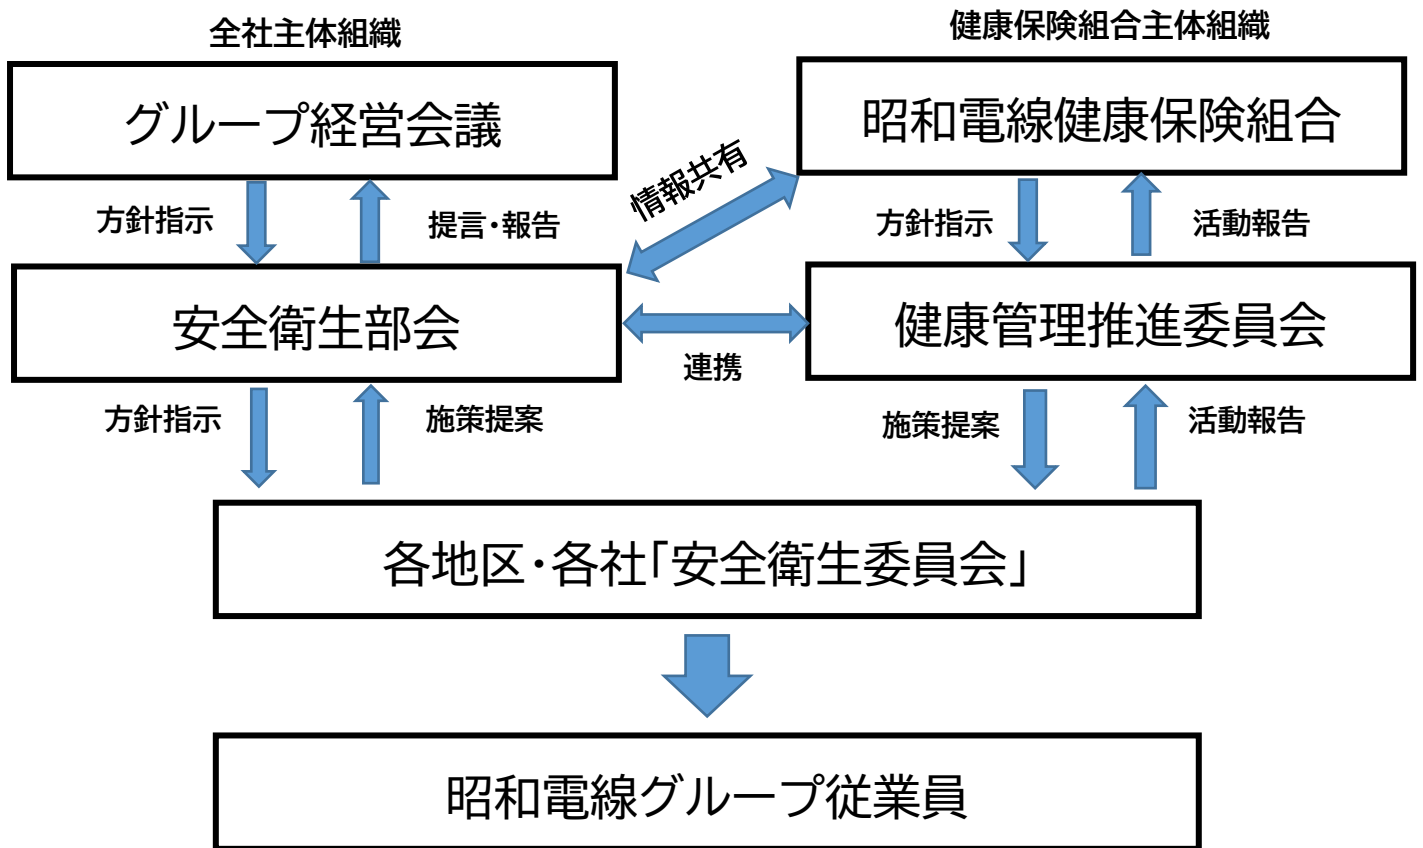 全社主体組織
健康保険組合主体組織
グループ経営会議
昭和電線健康保険組合
情報共有
方針指示
提言・報告
方針指示
活動報告
安全衛生部会
健康管理推進委員会
連携
方針指示
施策提案
施策提案
活動報告
各地区・各社「安全衛生委員会」
昭和電線グループ従業員